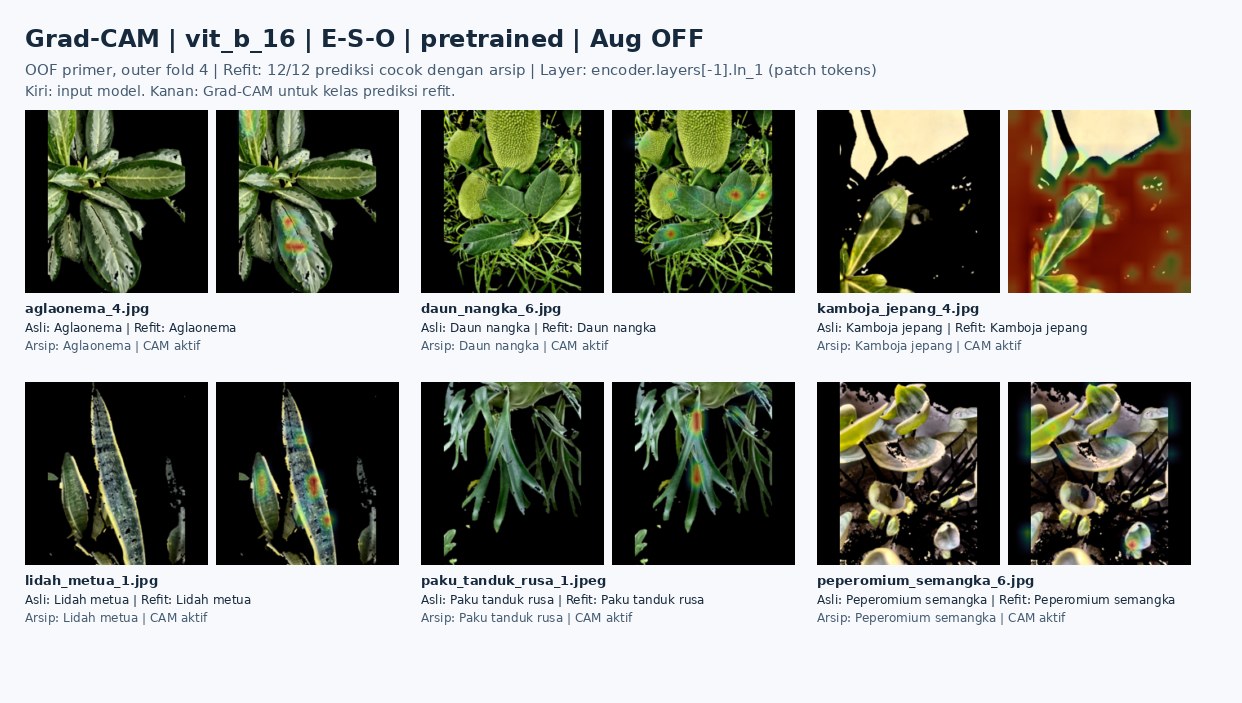 Grad-CAM | vit_b_16 | E-S-O | pretrained | Aug OFF
OOF primer, outer fold 4 | Refit: 12/12 prediksi cocok dengan arsip | Layer: encoder.layers[-1].ln_1 (patch tokens)
Kiri: input model. Kanan: Grad-CAM untuk kelas prediksi refit.
aglaonema_4.jpg
Asli: Aglaonema | Refit: Aglaonema
Arsip: Aglaonema | CAM aktif
daun_nangka_6.jpg
Asli: Daun nangka | Refit: Daun nangka
Arsip: Daun nangka | CAM aktif
kamboja_jepang_4.jpg
Asli: Kamboja jepang | Refit: Kamboja jepang
Arsip: Kamboja jepang | CAM aktif
lidah_metua_1.jpg
Asli: Lidah metua | Refit: Lidah metua
Arsip: Lidah metua | CAM aktif
paku_tanduk_rusa_1.jpeg
Asli: Paku tanduk rusa | Refit: Paku tanduk rusa
Arsip: Paku tanduk rusa | CAM aktif
peperomium_semangka_6.jpg
Asli: Peperomium semangka | Refit: Peperomium semangka
Arsip: Peperomium semangka | CAM aktif